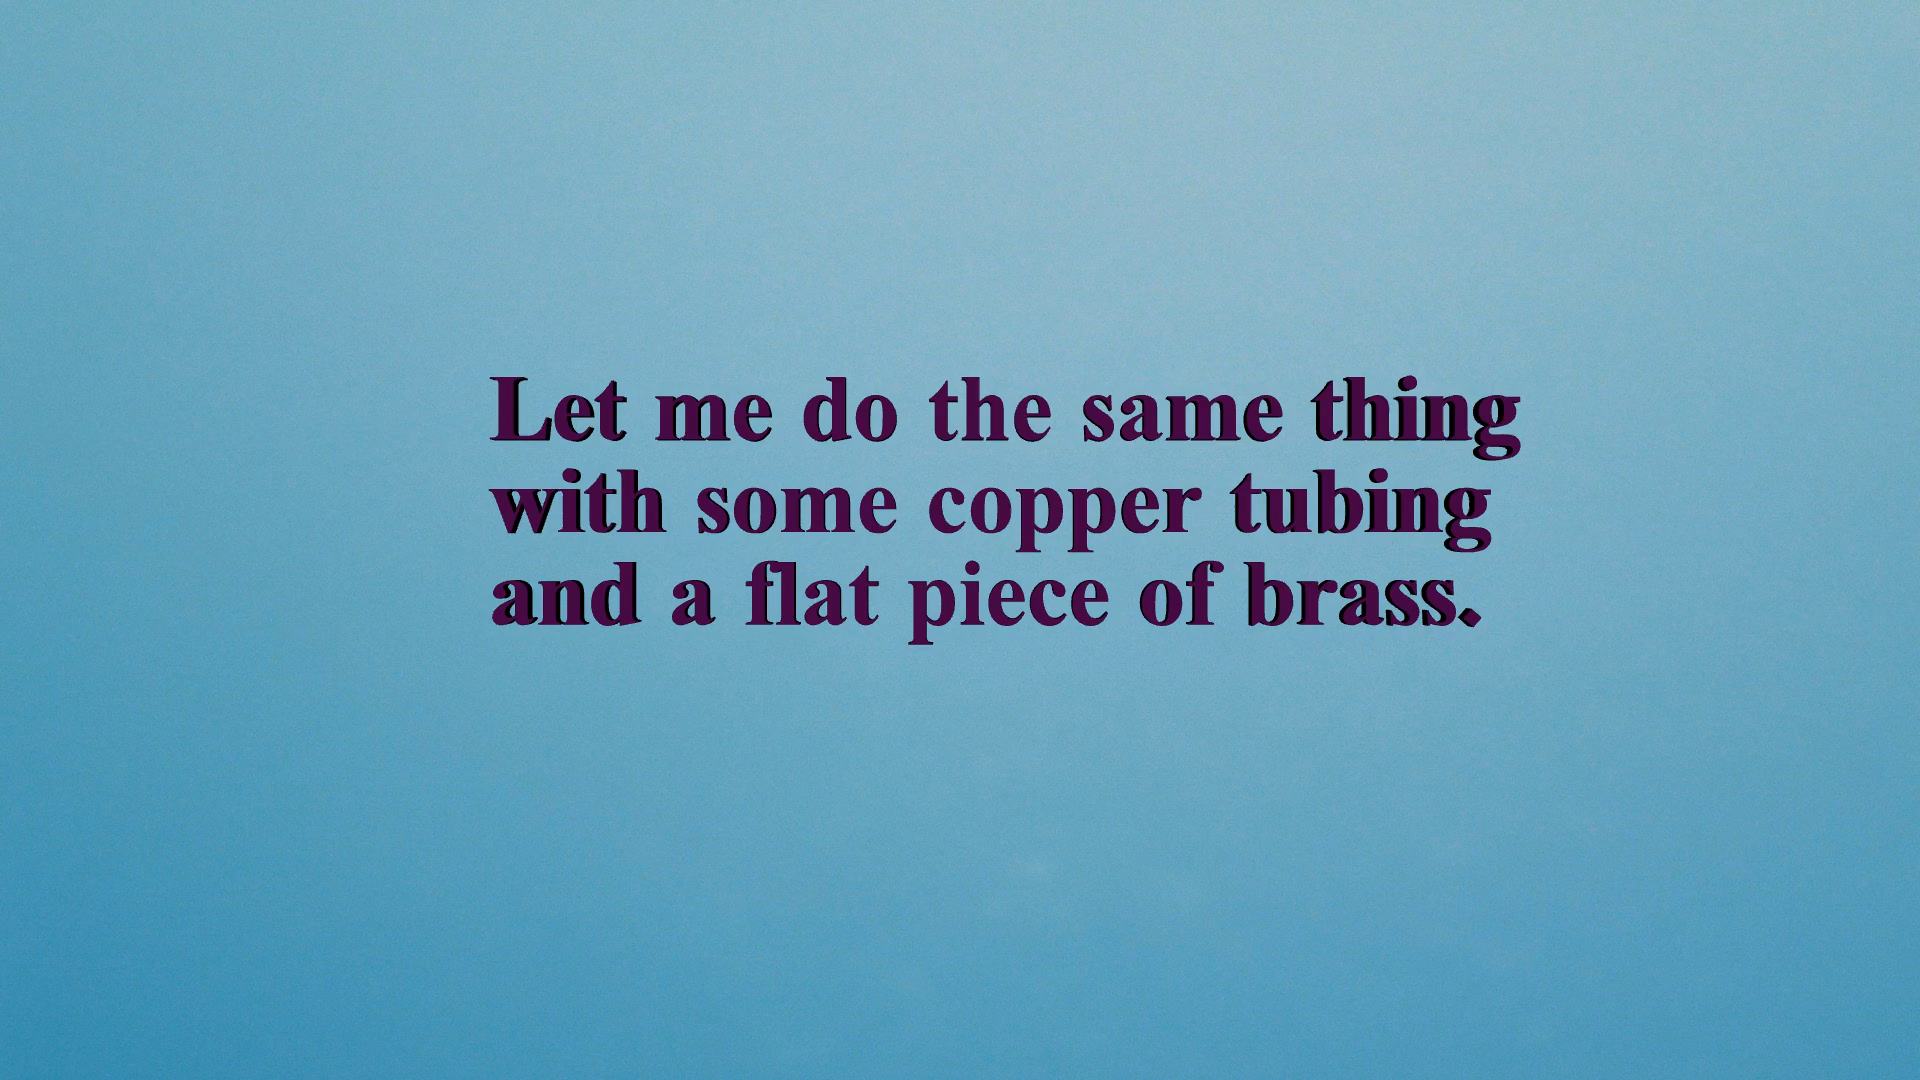 Let me do the same thing
with some copper tubing
and a flat piece of brass.